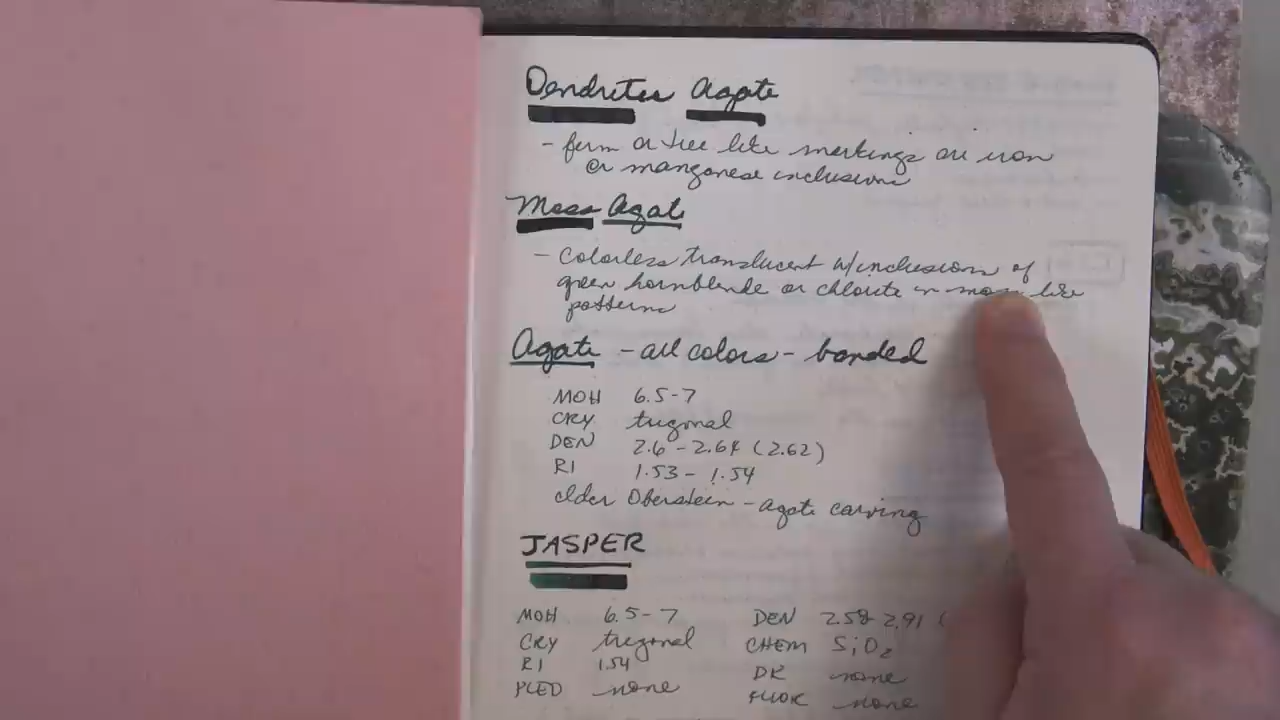 Dendrites Agate
- fern or tree like markings are iron
or manganese inclusions
Moss Agate
- Colorless translucent w/inclusions of
green hornblende or chlorite in moss like
patterns
Agate - all colors - banded
MOH 6.5-7
CRY trigonal
DEN 2.6 - 2.64 (2.62)
RI 1.53 - 1.54
Oberstein - agate carving
JASPER
MOH 6.5-7 DEN 2.58 2.91 (
CRY trigonal CHEM SiO2
RI 1.54 DR none
PLEO none FLUOR none